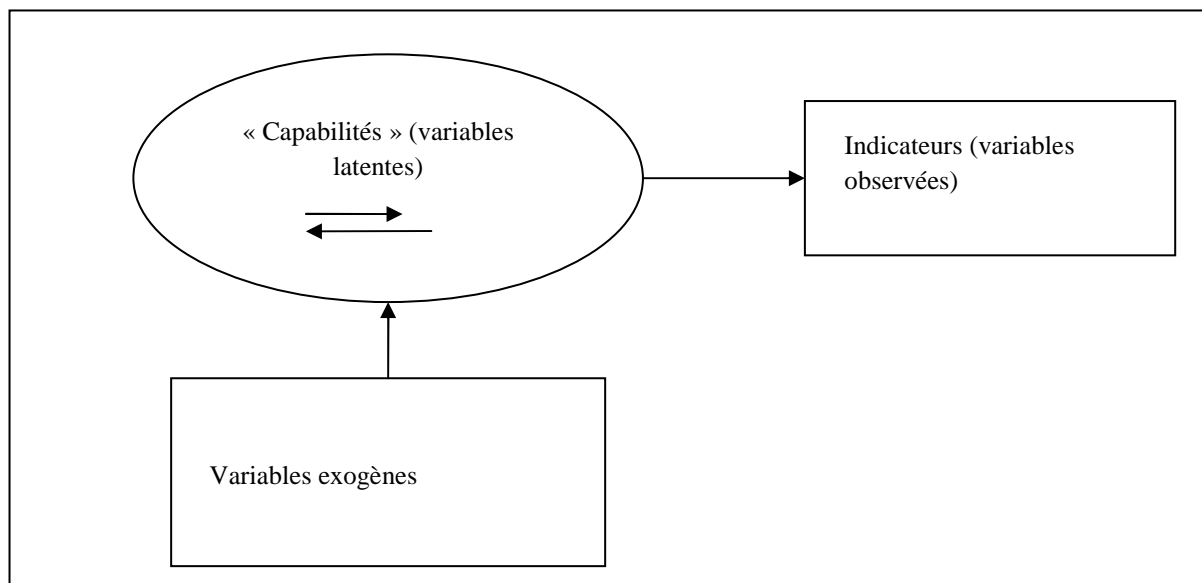 « Capabilités » (variables
latentes)
Indicateurs (variables
observées)
Variables exogènes